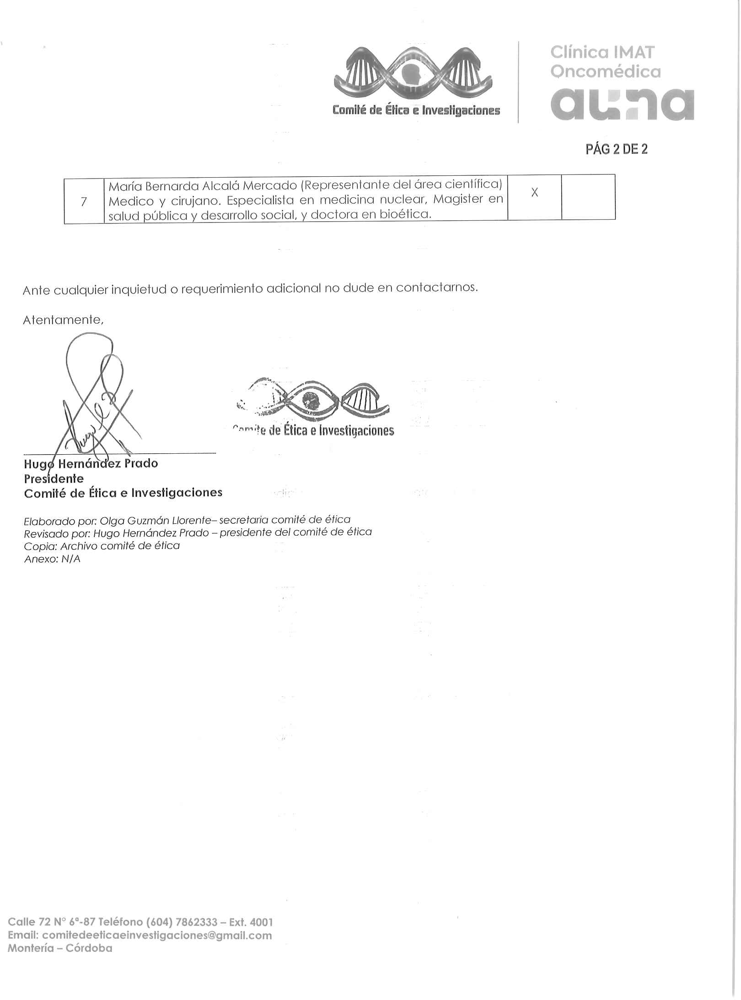 Comité de Ética e Investigaciones
Clínica IMAT
Oncomédica
auna
PÁG 2 DE 2
7
María Bernarda Alcalá Mercado (Representante del área científica)
Medico y cirujano. Especialista en medicina nuclear, Magister en
salud pública y desarrollo social, y doctora en bioética.
X
Ante cualquier inquietud o requerimiento adicional no dude en contactarnos.
Atentamente,
Comite de Ética e Investigaciones
Hugo Hernández Prado
Presidente
Comité de Ética e Investigaciones
Elaborado por: Olga Guzmán Llorente– secretaria comité de ética
Revisado por: Hugo Hernández Prado – presidente del comité de ética
Copia: Archivo comité de ética
Anexo: N/A
Calle 72 N° 6ª-87 Teléfono (604) 7862333 – Ext. 4001
Email: comitedeeticaeinvestigaciones@gmail.com
Montería – Córdoba